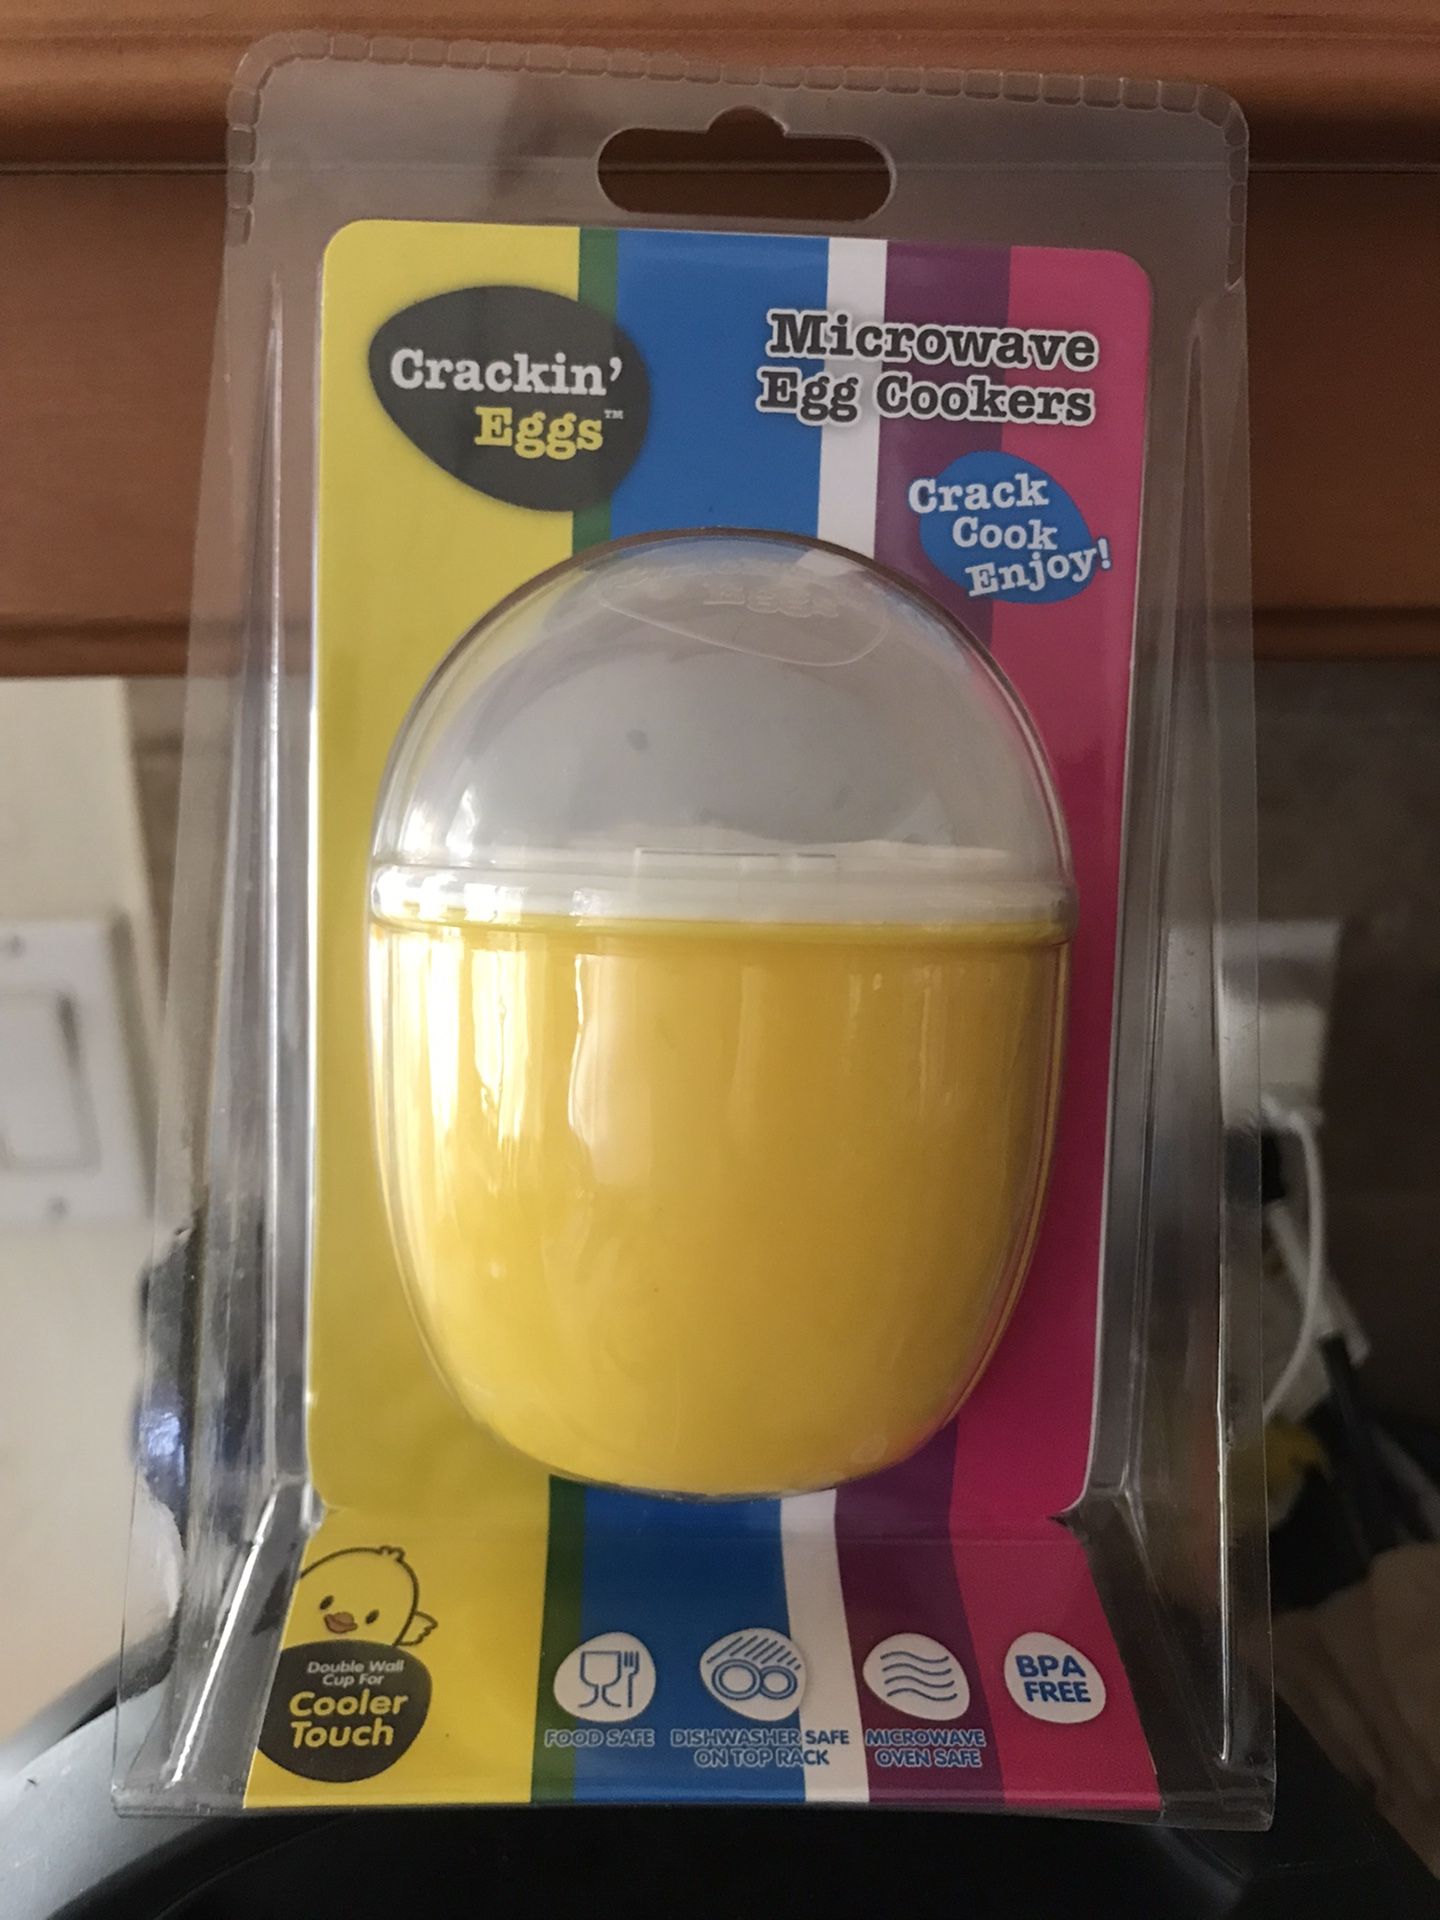 Crackin'
Eggs™
Microwave
Egg Cookers
Crack
Cook
Enjoy!
Eggs
Double Wall
Cup For
Cooler
Touch
FOOD SAFE
DISHWASHER SAFE
ON TOP RACK
MICROWAVE
OVEN SAFE
BPA
FREE